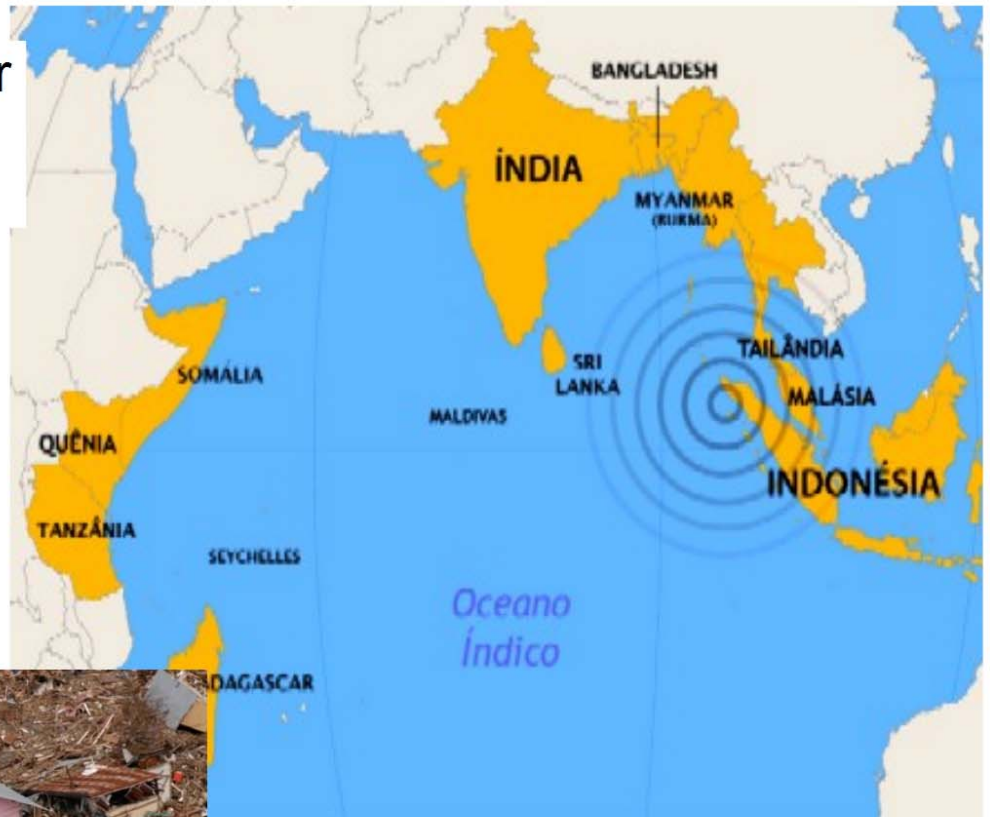 r
BANGLADESH
ÍNDIA
MYANMAR
(BURMA)
TAILÂNDIA
SRI
LANKA
SOMÁLIA
MALDIVAS
MALÁSIA
QUÊNIA
INDONÉSIA
TANZÂNIA
SEYCHELLES
Oceano
Índico
DAGASCAR